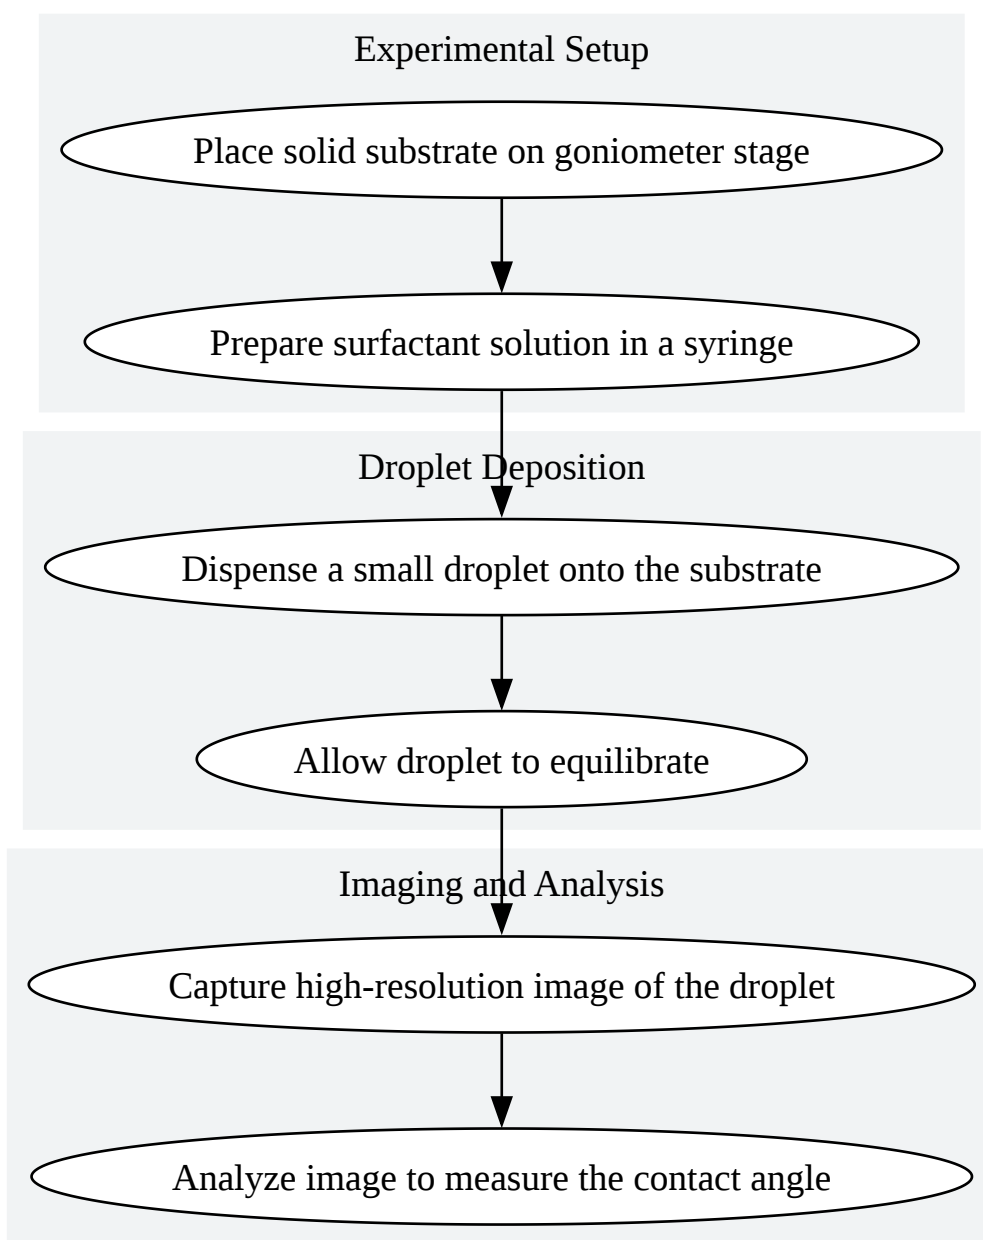 Experimental Setup
Place solid substrate on goniometer stage
Prepare surfactant solution in a syringe
Droplet Deposition
Dispense a small droplet onto the substrate
Allow droplet to equilibrate
Imaging and Analysis
Capture high-resolution image of the droplet
Analyze image to measure the contact angle